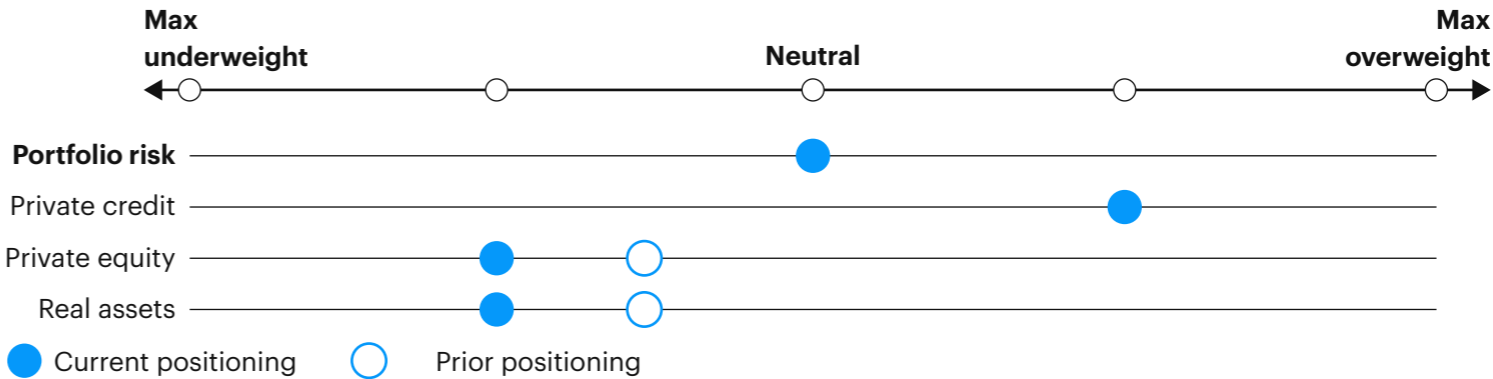 Max
underweight
Neutral
Max
overweight
Portfolio risk
Private credit
Private equity
Real assets
Current positioning
Prior positioning